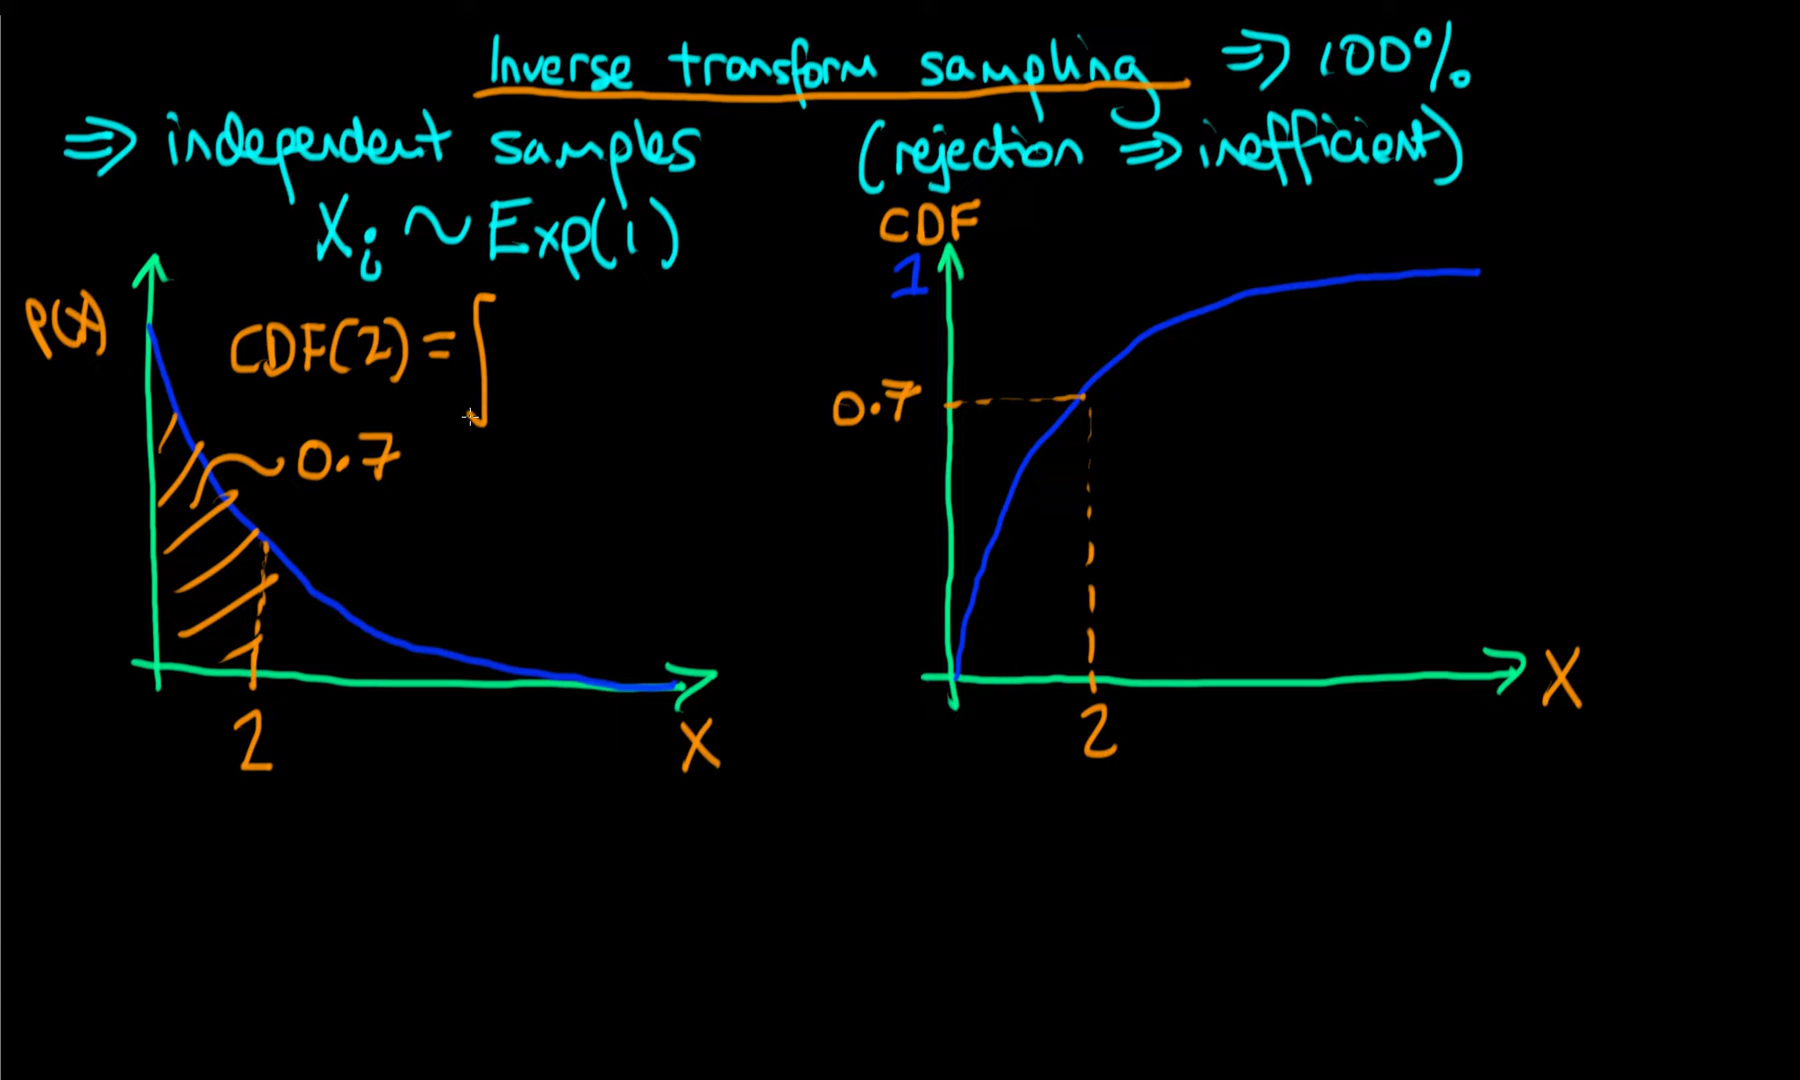 Inverse transform sampling ⇒ 100%
⇒ independent samples (rejection ⇒ inefficient)
Xᵢ ~ Exp(1)
P(x)
CDF(2) = ∫
0.7
2
X
CDF
1
0.7
2
X